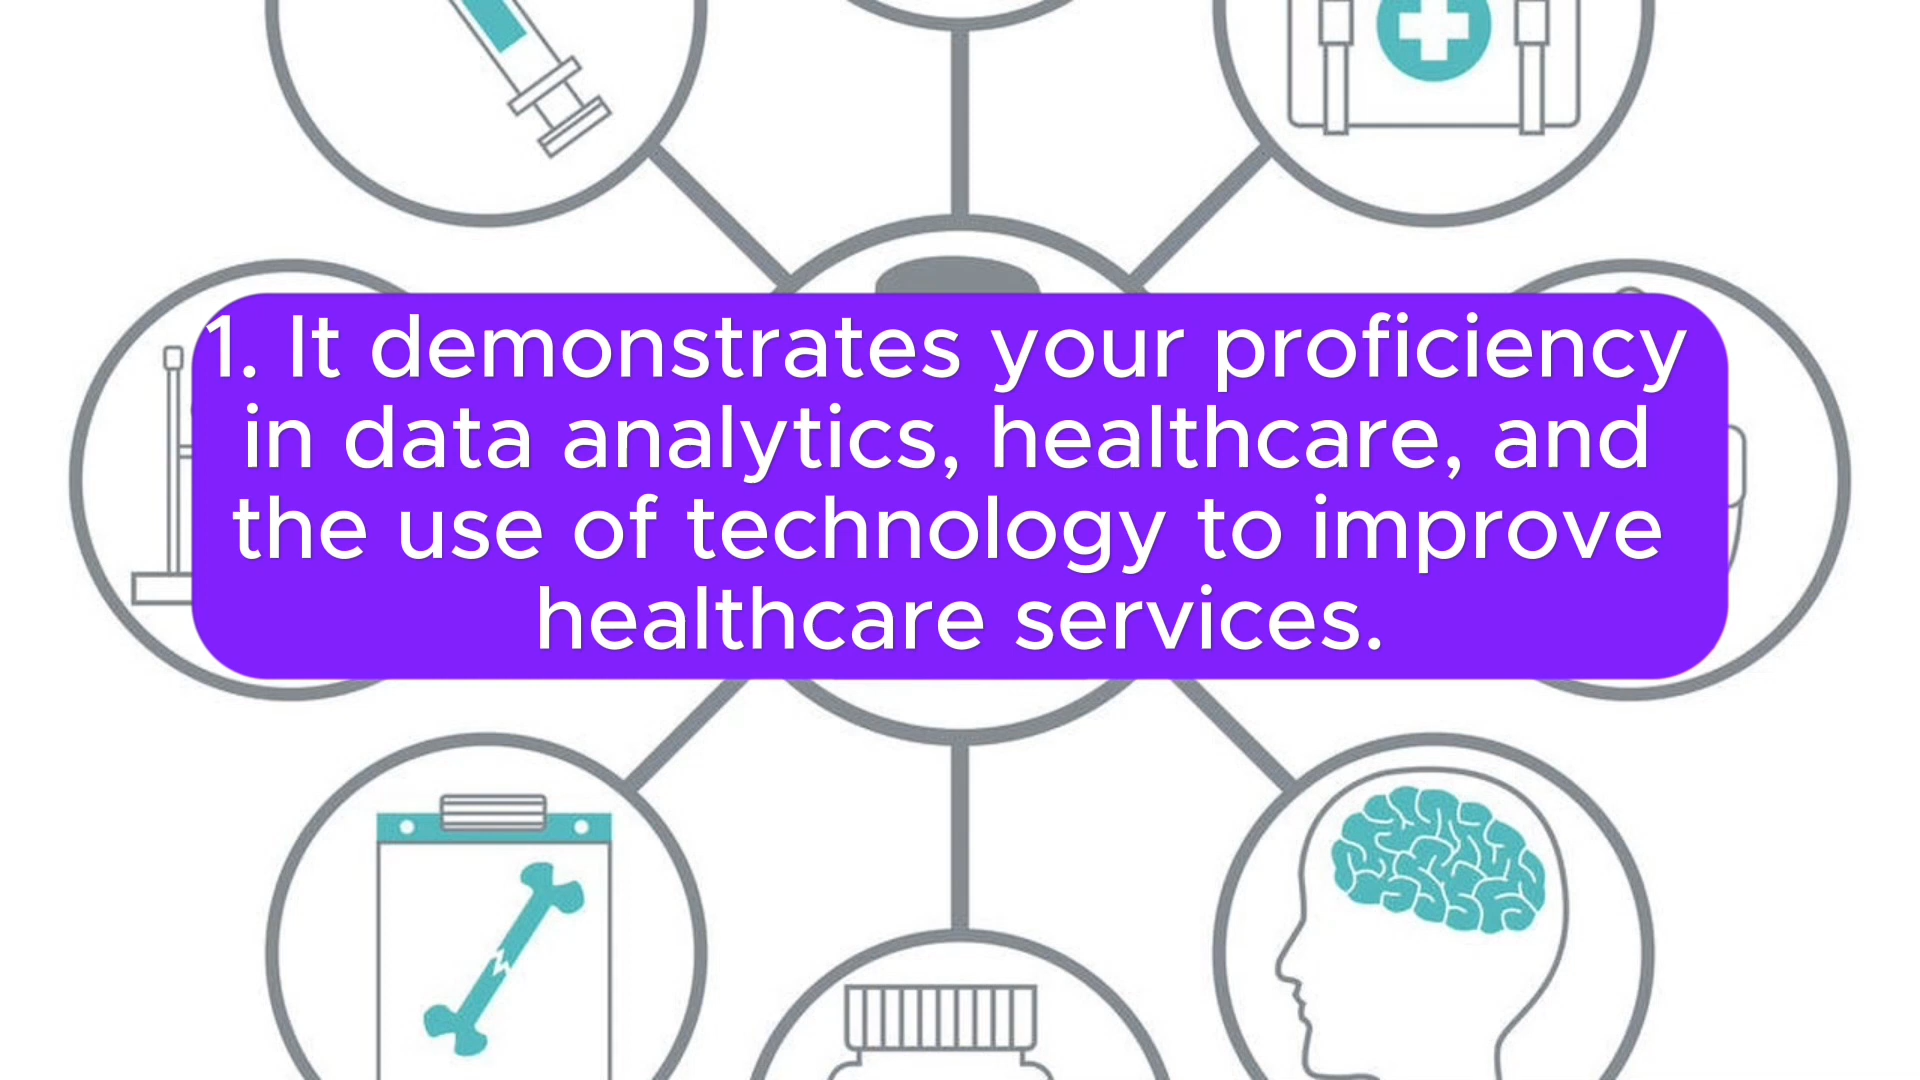 1. It demonstrates your proficiency
in data analytics, healthcare, and
the use of technology to improve
healthcare services.